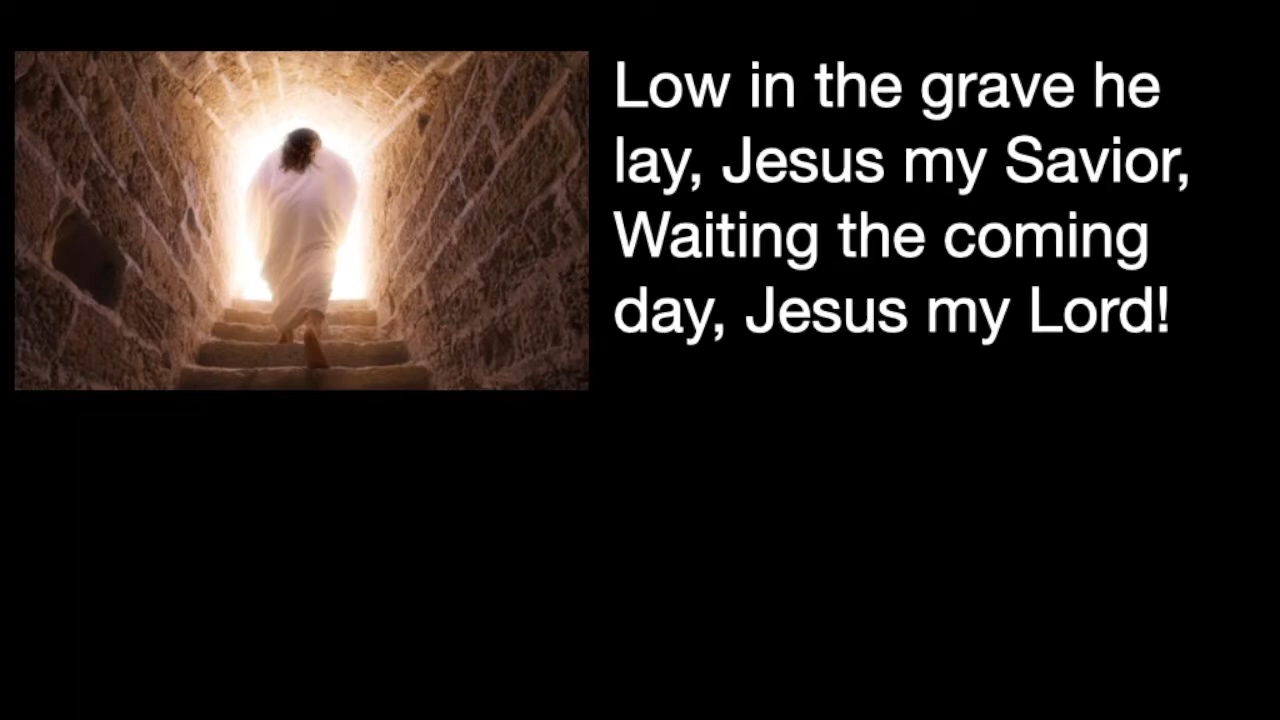 Low in the grave he
lay, Jesus my Savior,
Waiting the coming
day, Jesus my Lord!